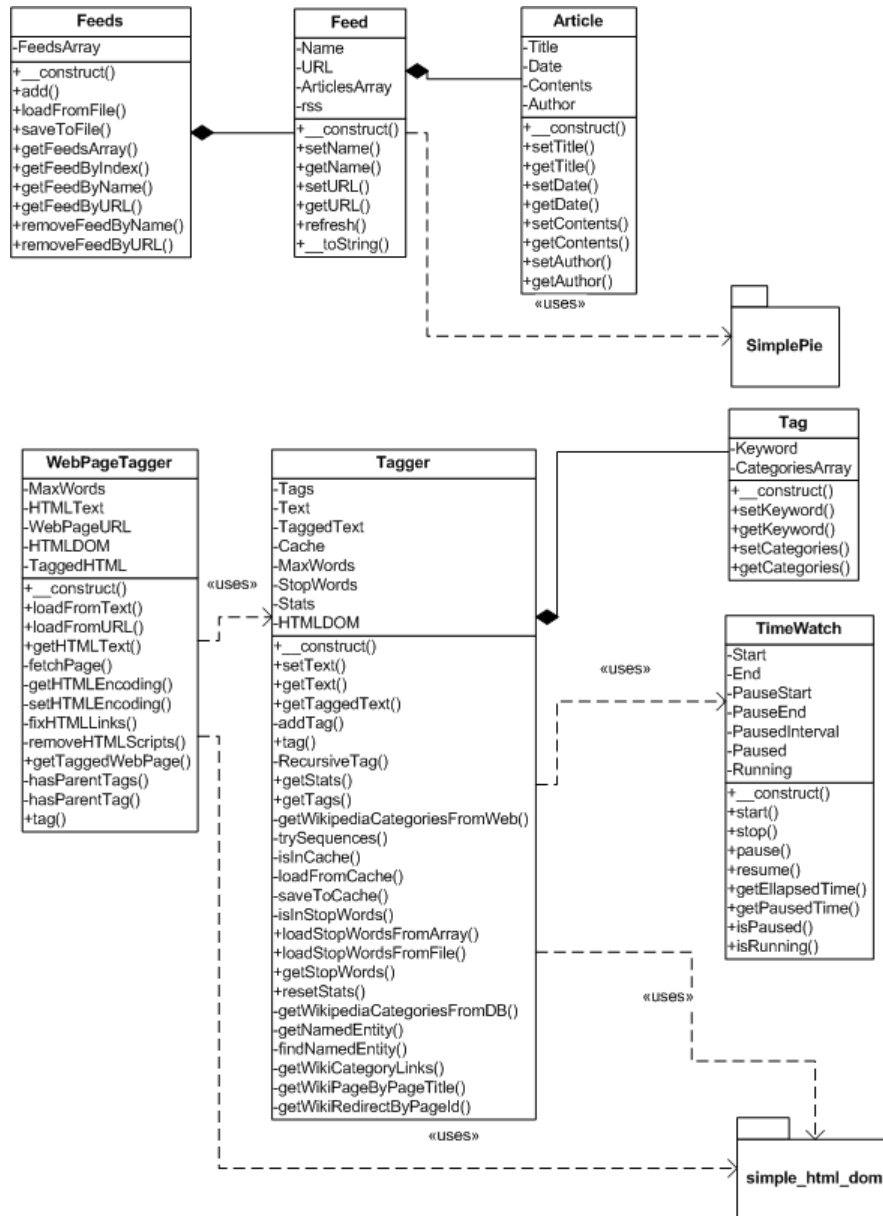 Feeds
-FeedsArray
+__construct()
+add()
+loadFromFile()
+saveToFile()
+getFeedsArray()
+getFeedByIndex()
+getFeedByName()
+getFeedByURL()
+removeFeedByName()
+removeFeedByURL()
Feed
-Name
-URL
-ArticlesArray
-rss
+__construct()
+setName()
+getName()
+setURL()
+getURL()
+refresh()
+__toString()
Article
-Title
-Date
-Contents
-Author
+__construct()
+setTitle()
+getTitle()
+setDate()
+getDate()
+setContents()
+getContents()
+setAuthor()
+getAuthor()
«uses»
SimplePie
WebPageTagger
-MaxWords
-HTMLText
-WebPageURL
-HTMLDOM
-TaggedHTML
+__construct()
+loadFromText()
+loadFromURL()
+getHTMLText()
-fetchPage()
-getHTMLEncoding()
-setHTMLEncoding()
-fixHTMLLinks()
-removeHTMLScripts()
+getTaggedWebPage()
-hasParentTags()
-hasParentTag()
+tag()
«uses»
Tagger
-Tags
-Text
-TaggedText
-Cache
-MaxWords
-StopWords
-Stats
-HTMLDOM
+__construct()
+setText()
+getText()
+getTaggedText()
-addTag()
+tag()
-RecursiveTag()
+getStats()
+getTags()
-getWikipediaCategoriesFromWeb()
-trySequences()
-isInCache()
-loadFromCache()
-saveToCache()
-isInStopWords()
+loadStopWordsFromArray()
+loadStopWordsFromFile()
+getStopWords()
+resetStats()
-getWikipediaCategoriesFromDB()
-getNamedEntity()
-findNamedEntity()
-getWikiCategoryLinks()
-getWikiPageByPageTitle()
-getWikiRedirectByPageId()
Tag
-Keyword
-CategoriesArray
+__construct()
+setKeyword()
+getKeyword()
+setCategories()
+getCategories()
«uses»
TimeWatch
-Start
-End
-PauseStart
-PauseEnd
-PausedInterval
-Paused
-Running
+__construct()
+start()
+stop()
+pause()
+resume()
+getEllapsedTime()
+getPausedTime()
+isPaused()
+isRunning()
«uses»
«uses»
simple_html_dom